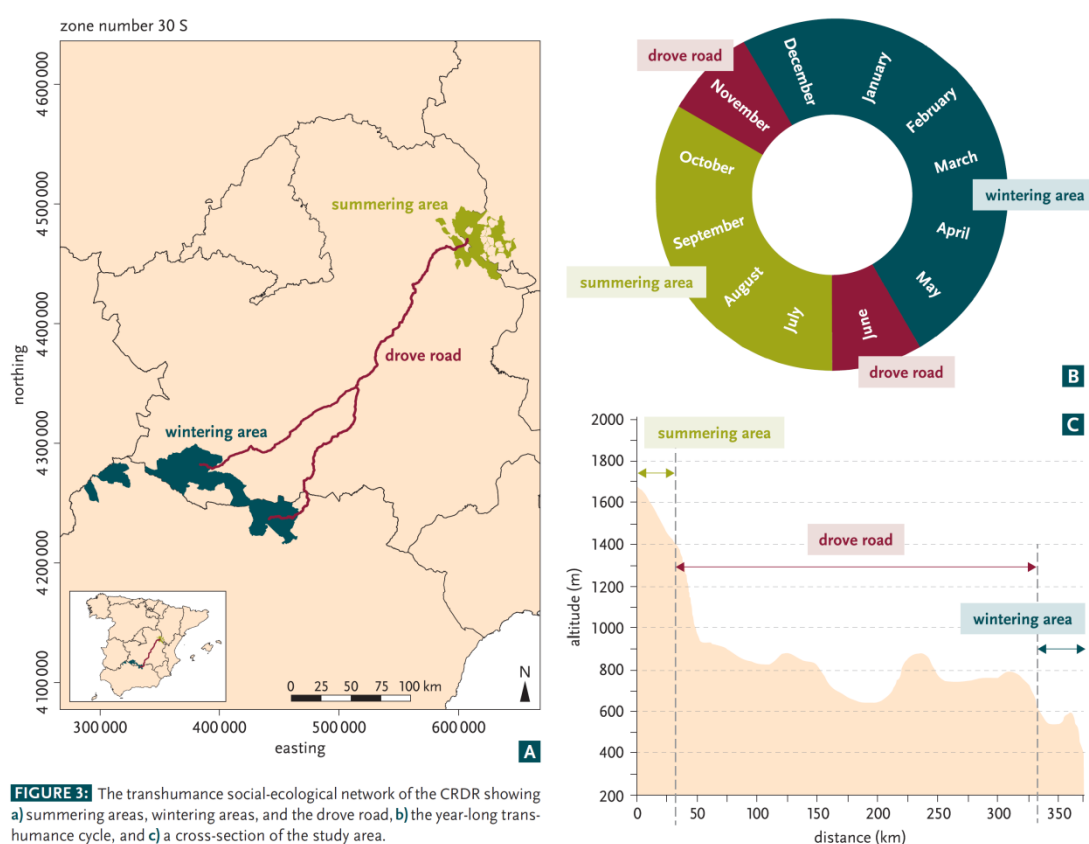 zone number 30 S
4600000
4500000
4400000
4300000
4200000
4100000
northing
summering area
drove road
wintering area
N
0 25 50 75 100 km
300000 400000 500000 600000
easting
A
drove road
December
January
February
March
April
May
June
July
August
September
October
November
wintering area
summering area
drove road
B
C
2000
1800
1600
1400
1200
1000
800
600
400
200
altitude (m)
summering area
drove road
wintering area
0 50 100 150 200 250 300 350
distance (km)
FIGURE 3: The transhumance social-ecological network of the CRDR showing
a) summering areas, wintering areas, and the drove road, b) the year-long trans-
humance cycle, and c) a cross-section of the study area.